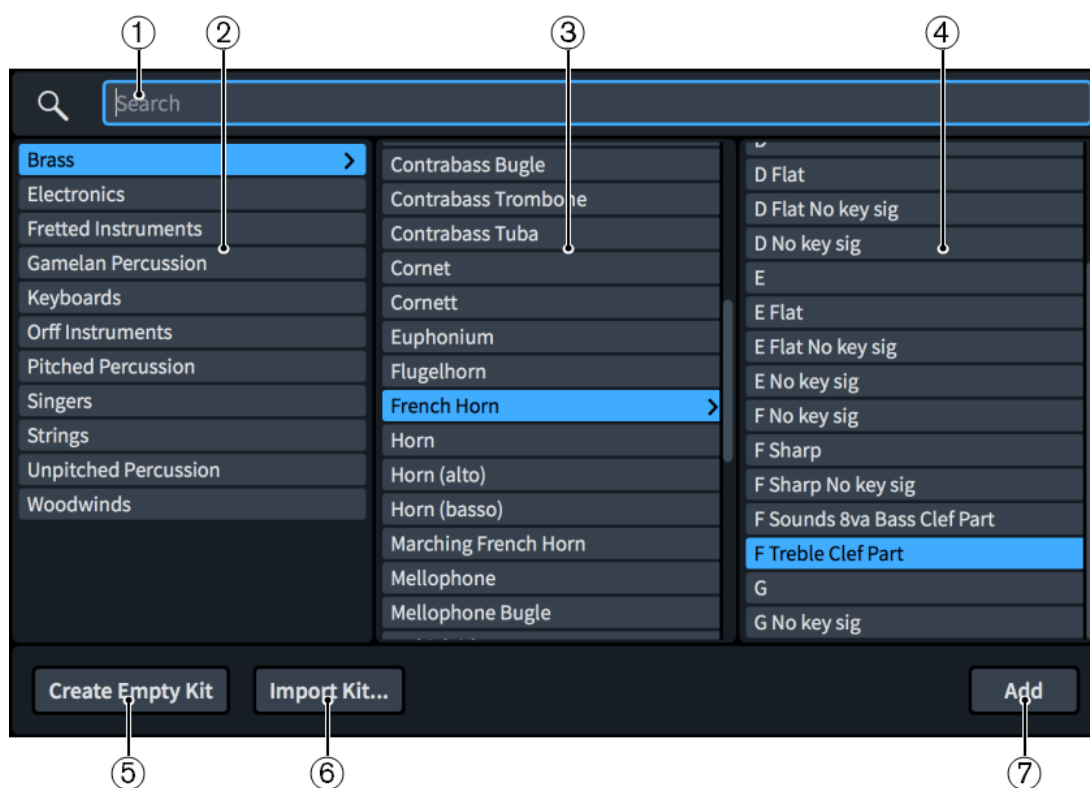 1 2 3 4
Search
Brass
Electronics
Fretted Instruments
Gamelan Percussion
Keyboards
Orff Instruments
Pitched Percussion
Singers
Strings
Unpitched Percussion
Woodwinds
Contrabass Bugle
Contrabass Trombone
Contrabass Tuba
Cornet
Cornett
Euphonium
Flugelhorn
French Horn
Horn
Horn (alto)
Horn (basso)
Marching French Horn
Mellophone
Mellophone Bugle
D Flat
D Flat No key sig
D No key sig
E
E Flat
E Flat No key sig
E No key sig
F No key sig
F Sharp
F Sharp No key sig
F Sounds 8va Bass Clef Part
F Treble Clef Part
G
G No key sig
Create Empty Kit
Import Kit...
Add
5 6 7